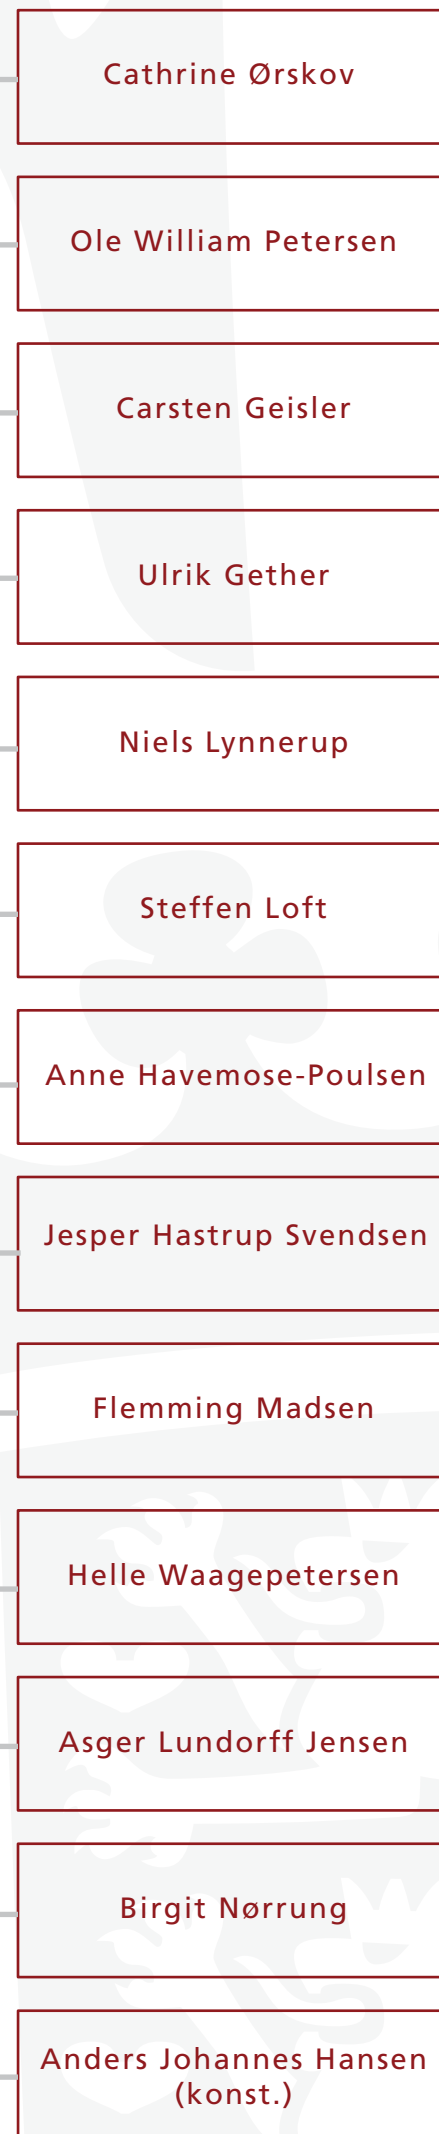 Cathrine Ørskov
Ole William Petersen
Carsten Geisler
Ulrik Gether
Niels Lynnerup
Steffen Loft
Anne Havemose-Poulsen
Jesper Hastrup Svendsen
Flemming Madsen
Helle Waagepetersen
Asger Lundorff Jensen
Birgit Nørrung
Anders Johannes Hansen
(konst.)